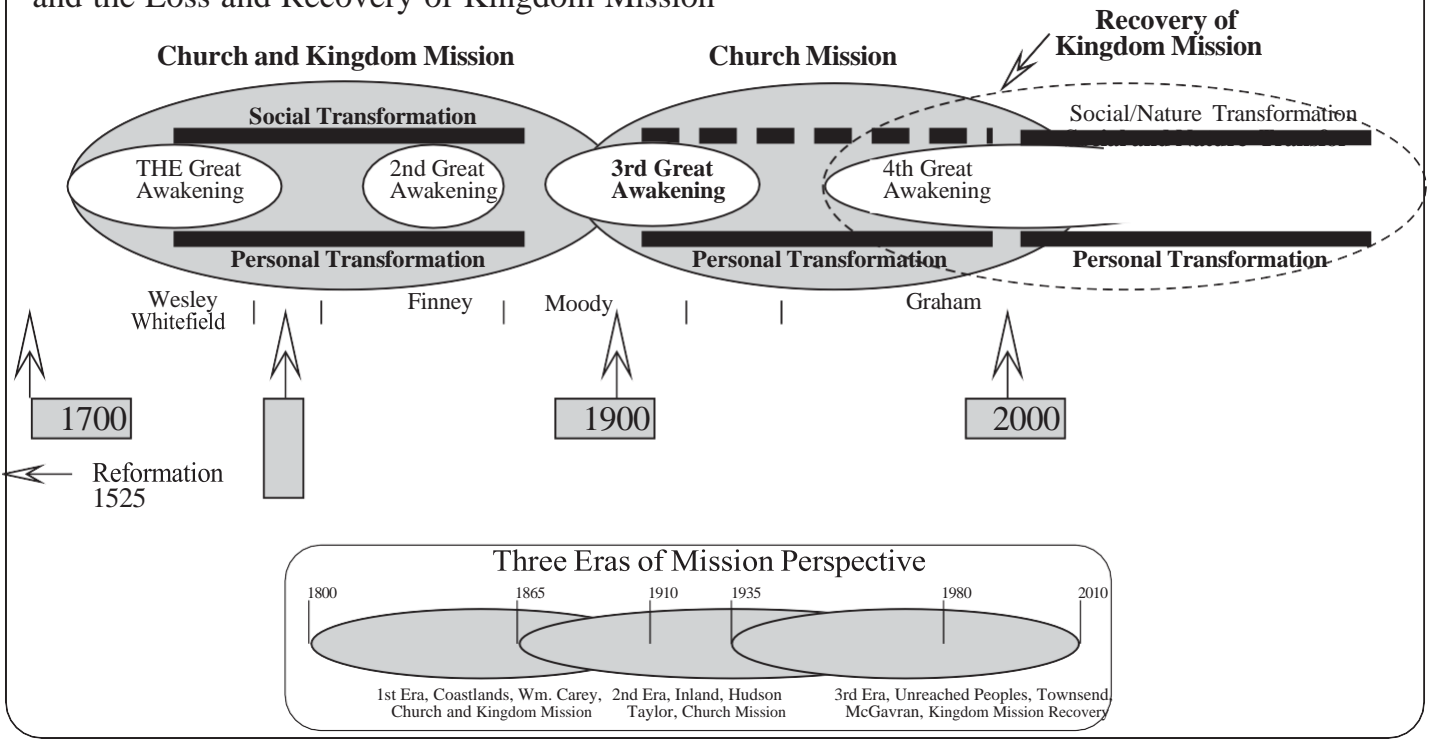 and the Loss and Recovery of Kingdom Mission
Recovery of
Kingdom Mission
Church and Kingdom Mission
Church Mission
Social Transformation
Social/Nature Transformation
THE Great
Awakening
2nd Great
Awakening
3rd Great
Awakening
4th Great
Awakening
Personal Transformation
Personal Transformation
Personal Transformation
Wesley
Whitefield
Finney
Moody
Graham
1700
1900
2000
Reformation
1525
Three Eras of Mission Perspective
1800
1865
1910
1935
1980
2010
1st Era, Coastlands, Wm. Carey,
Church and Kingdom Mission
2nd Era, Inland, Hudson
Taylor, Church Mission
3rd Era, Unreached Peoples, Townsend,
McGavran, Kingdom Mission Recovery